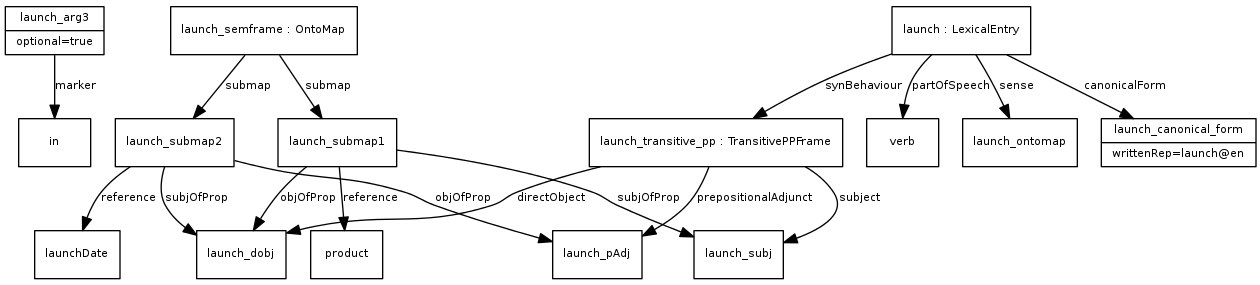 launch_arg3
optional=true
launch_semframe : OntoMap
launch : LexicalEntry
marker
submap
submap
synBehaviour
partOfSpeech
sense
canonicalForm
in
launch_submap2
launch_submap1
launch_transitive_pp : TransitivePPFrame
verb
launch_ontomap
launch_canonical_form
writtenRep=launch@en
reference
subjOfProp
objOfProp
reference
objOfProp
directObject
subjOfProp
prepositionalAdjunct
subject
launchDate
launch_dobj
product
launch_pAdj
launch_subj